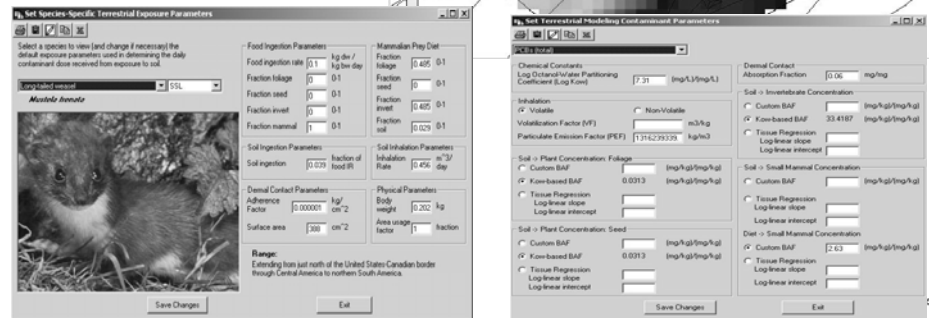 Set Species-Specific Terrestrial Exposure Parameters
Select a species to view (and change if necessary) the
default exposure parameters used in determining the daily
contaminant dose received from exposure to soil.
Long-tailed weasel SSL
Mustela frenata
Food Ingestion Parameters
Food ingestion rate 0.1 kg dw / kg bw day
Fraction foliage 0 0-1
Fraction seed 0 0-1
Fraction invert 0 0-1
Fraction mammal 1 0-1
Mammalian Prey Diet
Fraction foliage 0.485 0-1
Fraction seed 0 0-1
Fraction invert 0.485 0-1
Fraction soil 0.029 0-1
Soil Ingestion Parameters
Soil ingestion 0.039 fraction of food IR
Soil Inhalation Parameters
Inhalation Rate 0.456 m^3/ day
Dermal Contact Parameters
Adherence Factor 0.000001 kg/ cm^2
Surface area 388 cm^2
Physical Parameters
Body weight 0.202 kg
Area usage factor 1 fraction
Range:
Extending from just north of the United States-Canadian border
through Central America to northern South America.
Save Changes Exit
Set Terrestrial Modeling Contaminant Parameters
PCBs (total)
Chemical Constants
Log Octanol-Water Partitioning
Coefficient (Log Kow) 7.31 (mg/L)/(mg/L)
Inhalation
Volatile Non-Volatile
Volatilization Factor (VF) m3/kg
Particulate Emission Factor (PEF) 1316239339. kg/m3
Soil -> Plant Concentration: Foliage
Custom BAF (mg/kg)/(mg/kg)
Kow-based BAF 0.0313 (mg/kg)/(mg/kg)
Tissue Regression
Log-linear slope
Log-linear intercept
Soil -> Plant Concentration: Seed
Custom BAF (mg/kg)/(mg/kg)
Kow-based BAF 0.0313 (mg/kg)/(mg/kg)
Tissue Regression
Log-linear slope
Log-linear intercept
Dermal Contact
Absorption Fraction 0.06 mg/mg
Soil -> Invertebrate Concentration
Custom BAF (mg/kg)/(mg/kg)
Kow-based BAF 33.4187 (mg/kg)/(mg/kg)
Tissue Regression
Log-linear slope
Log-linear intercept
Soil -> Small Mammal Concentration
Custom BAF (mg/kg)/(mg/kg)
Tissue Regression
Log-linear slope
Log-linear intercept
Diet -> Small Mammal Concentration
Custom BAF 2.63 (mg/kg)/(mg/kg)
Tissue Regression
Log-linear slope
Log-linear intercept
Save Changes Exit